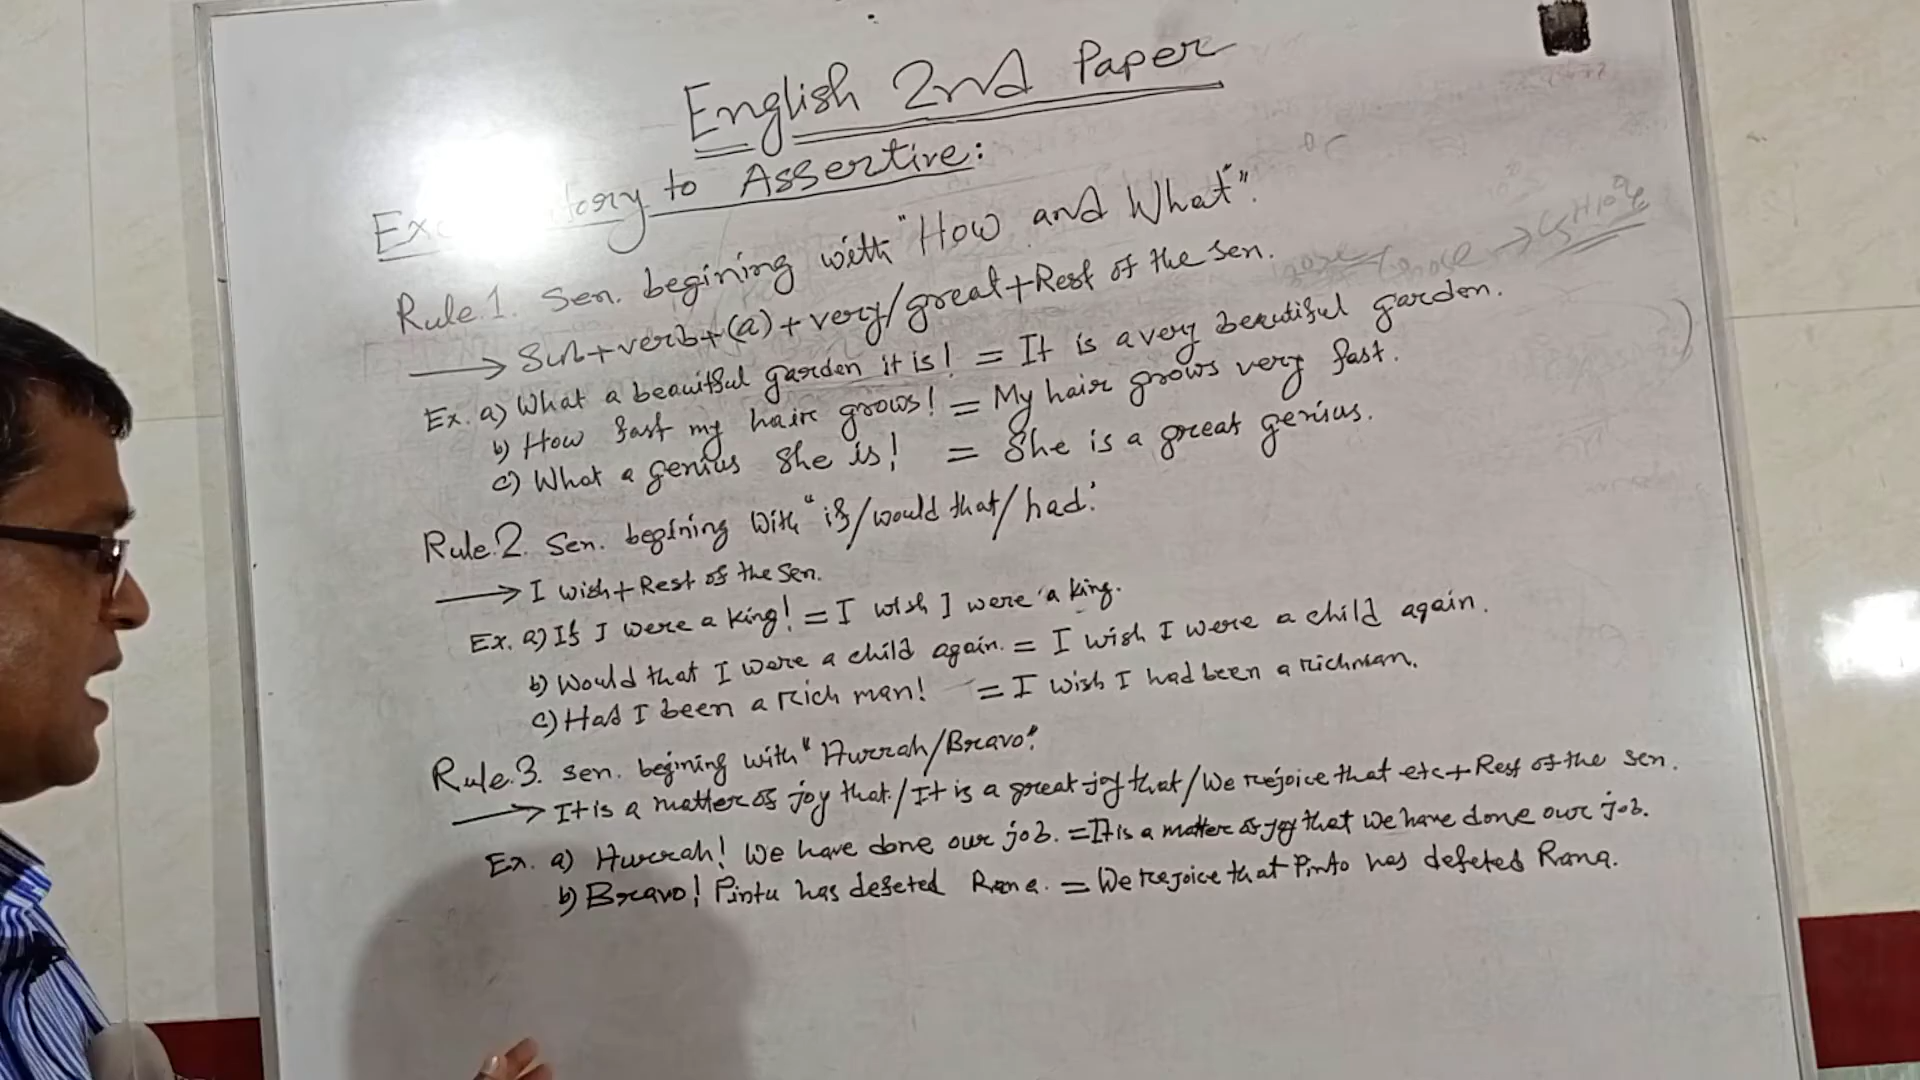 English 2nd Paper
Ex tory to Assertive:
Rule.1. Sen. begining with "How and What".
→ Sub+verb+(a)+very/great+Rest of the sen.
Ex. a) What a beauitful garden it is! = It is a very beautiful garden.
b) How fast my hair grows! = My hair grows very fast.
c) What a genius She is! = She is a great genius.
Rule.2. Sen. begining With "if/would that/had."
→ I wish+Rest of the Sen.
Ex. a) If I were a king! = I wish I were a king.
b) Would that I were a child again. = I wish I were a child again.
c) Had I been a rich man! = I wish I had been a richman.
Rule.3. sen. begining with "Hurrah/Bravo".
→ It is a matter of joy that/It is a great joy that/We rejoice that etc+Rest of the sen.
Ex. a) Hurrah! We have done our job. = It is a matter of joy that we have done our job.
b) Bravo! Pintu has defeted Rana. = We rejoice that Pinto has defeted Rana.